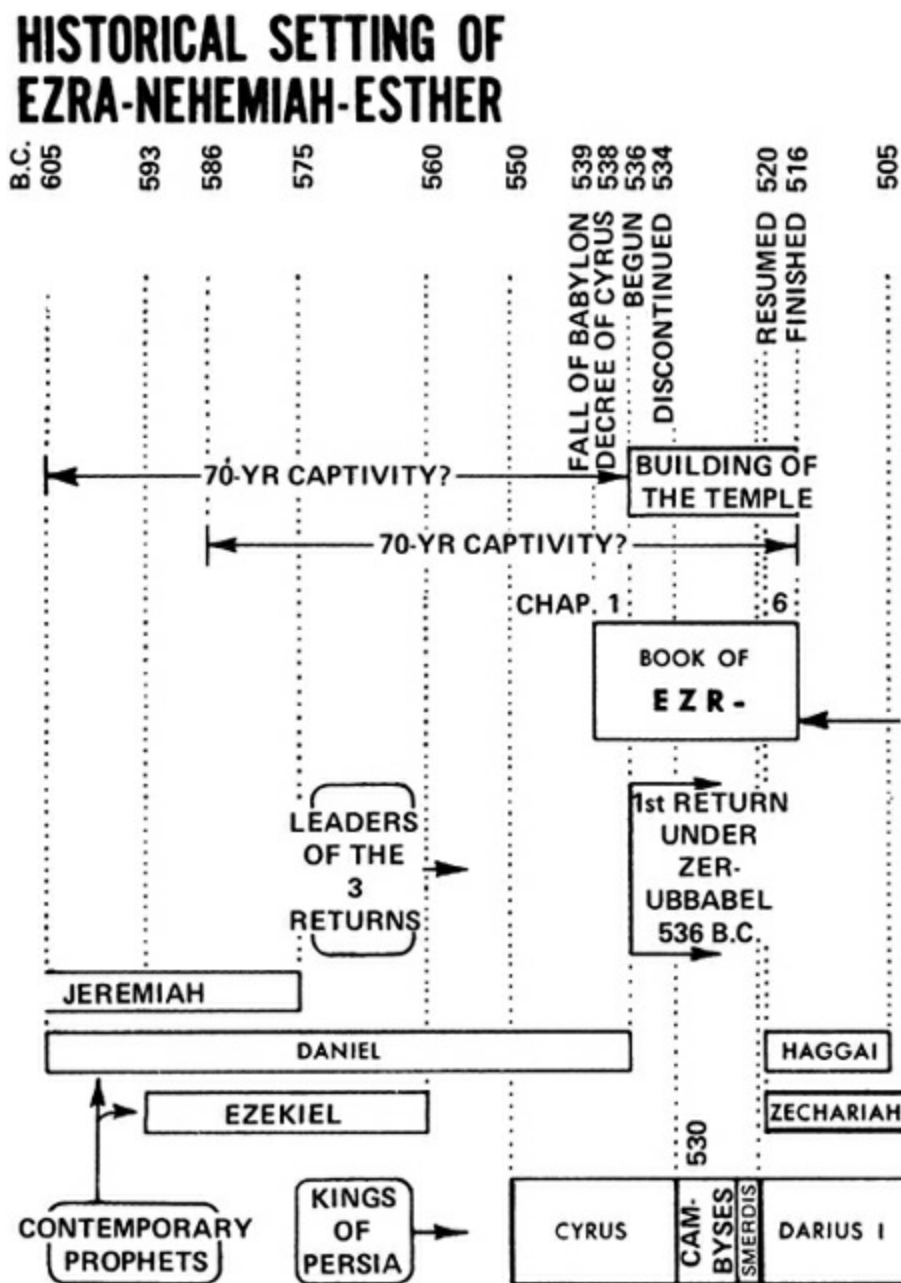 HISTORICAL SETTING OF
EZRA-NEHEMIAH-ESTHER
B.C.
605
593
586
575
560
550
539
538
536
534
520
516
505
FALL OF BABYLON
DECREE OF CYRUS
BEGUN
DISCONTINUED
RESUMED
FINISHED
70-YR CAPTIVITY?
BUILDING OF
THE TEMPLE
70-YR CAPTIVITY?
CHAP. 1
6
BOOK OF
EZR-
LEADERS
OF THE
3
RETURNS
1st RETURN
UNDER
ZER-
UBBABEL
536 B.C
JEREMIAH
DANIEL
HAGGAI
EZEKIEL
ZECHARIAH
530
CONTEMPORARY
PROPHETS
KINGS
OF
PERSIA
CYRUS
CAM-
BYSES
SMERDIS
DARIUS I